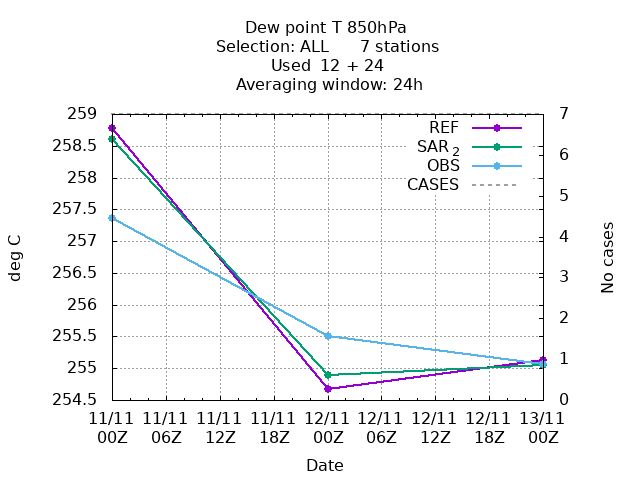 Dew point T 850hPa
Selection: ALL      7 stations
Used  12 + 24
Averaging window: 24h
REF
SAR 2
OBS
CASES
259
258.5
258
257.5
257
256.5
256
255.5
255
254.5
deg C
7
6
5
4
3
2
1
0
No cases
11/11 11/11 11/11 11/11 12/11 12/11 12/11 12/11 13/11
00Z 06Z 12Z 18Z 00Z 06Z 12Z 18Z 00Z
Date